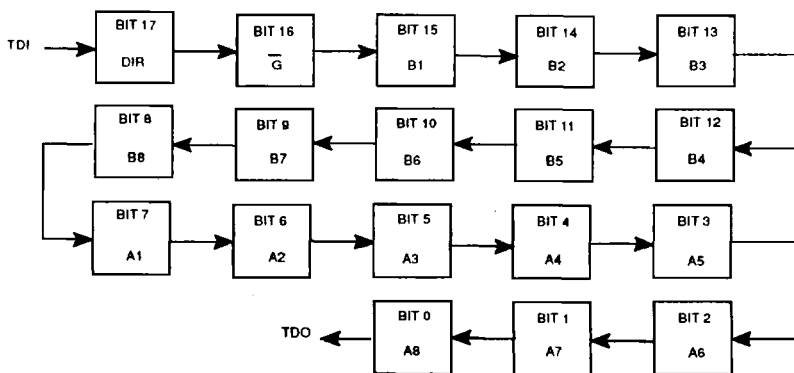 TDI
BIT 17
DIR
BIT 16
G̅
BIT 15
B1
BIT 14
B2
BIT 13
B3
BIT 12
B4
BIT 11
B5
BIT 10
B6
BIT 9
B7
BIT 8
B8
BIT 7
A1
BIT 6
A2
BIT 5
A3
BIT 4
A4
BIT 3
A5
BIT 2
A6
BIT 1
A7
BIT 0
A8
TDO